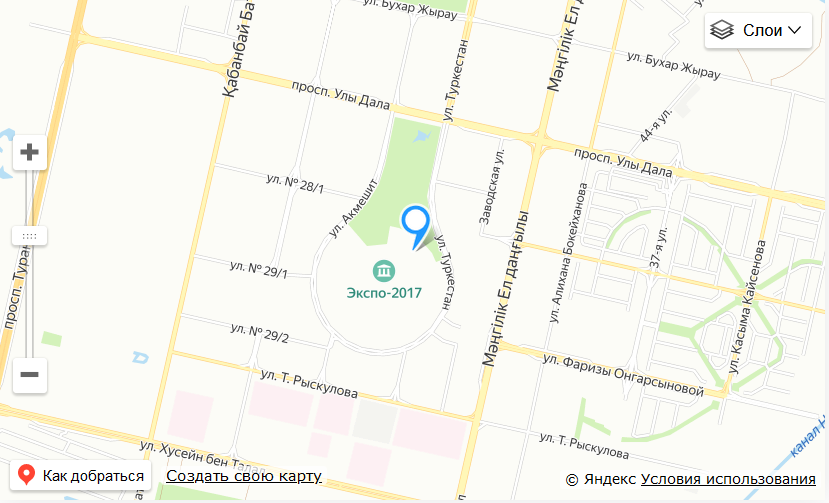 ул. Бухар Жырау
Қабанбай Бат
ул. Туркестан
Мәңгілік Ел д
Слои
ул. Бухар Жырау
просп. Улы Дала
44-я ул.
просп. Улы Дала
Заводская ул.
ул. № 28/1
ул. Акмешит
ул. Алихана Бокейханова
37-я ул.
ул. Касыма Кайсенова
просп. Туран
ул. № 29/1
Экспо-2017
ул. Туркестан
Мәңгілік Ел даңғылы
ул. № 29/2
ул. Фаризы Онгарсыновой
ул. Т. Рыскулова
ул. Т. Рыскулова
ул. Хусейн бен Талал
канал Н
Как добраться
Создать свою карту
© Яндекс Условия использования